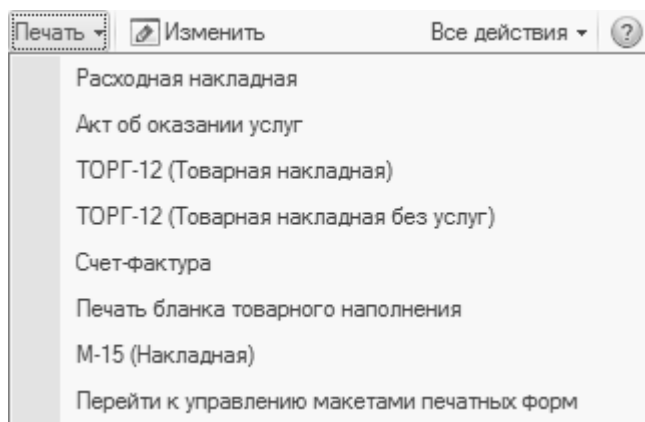 Печать Изменить Все действия ?
Расходная накладная
Акт об оказании услуг
ТОРГ-12 (Товарная накладная)
ТОРГ-12 (Товарная накладная без услуг)
Счет-фактура
Печать бланка товарного наполнения
М-15 (Накладная)
Перейти к управлению макетами печатных форм